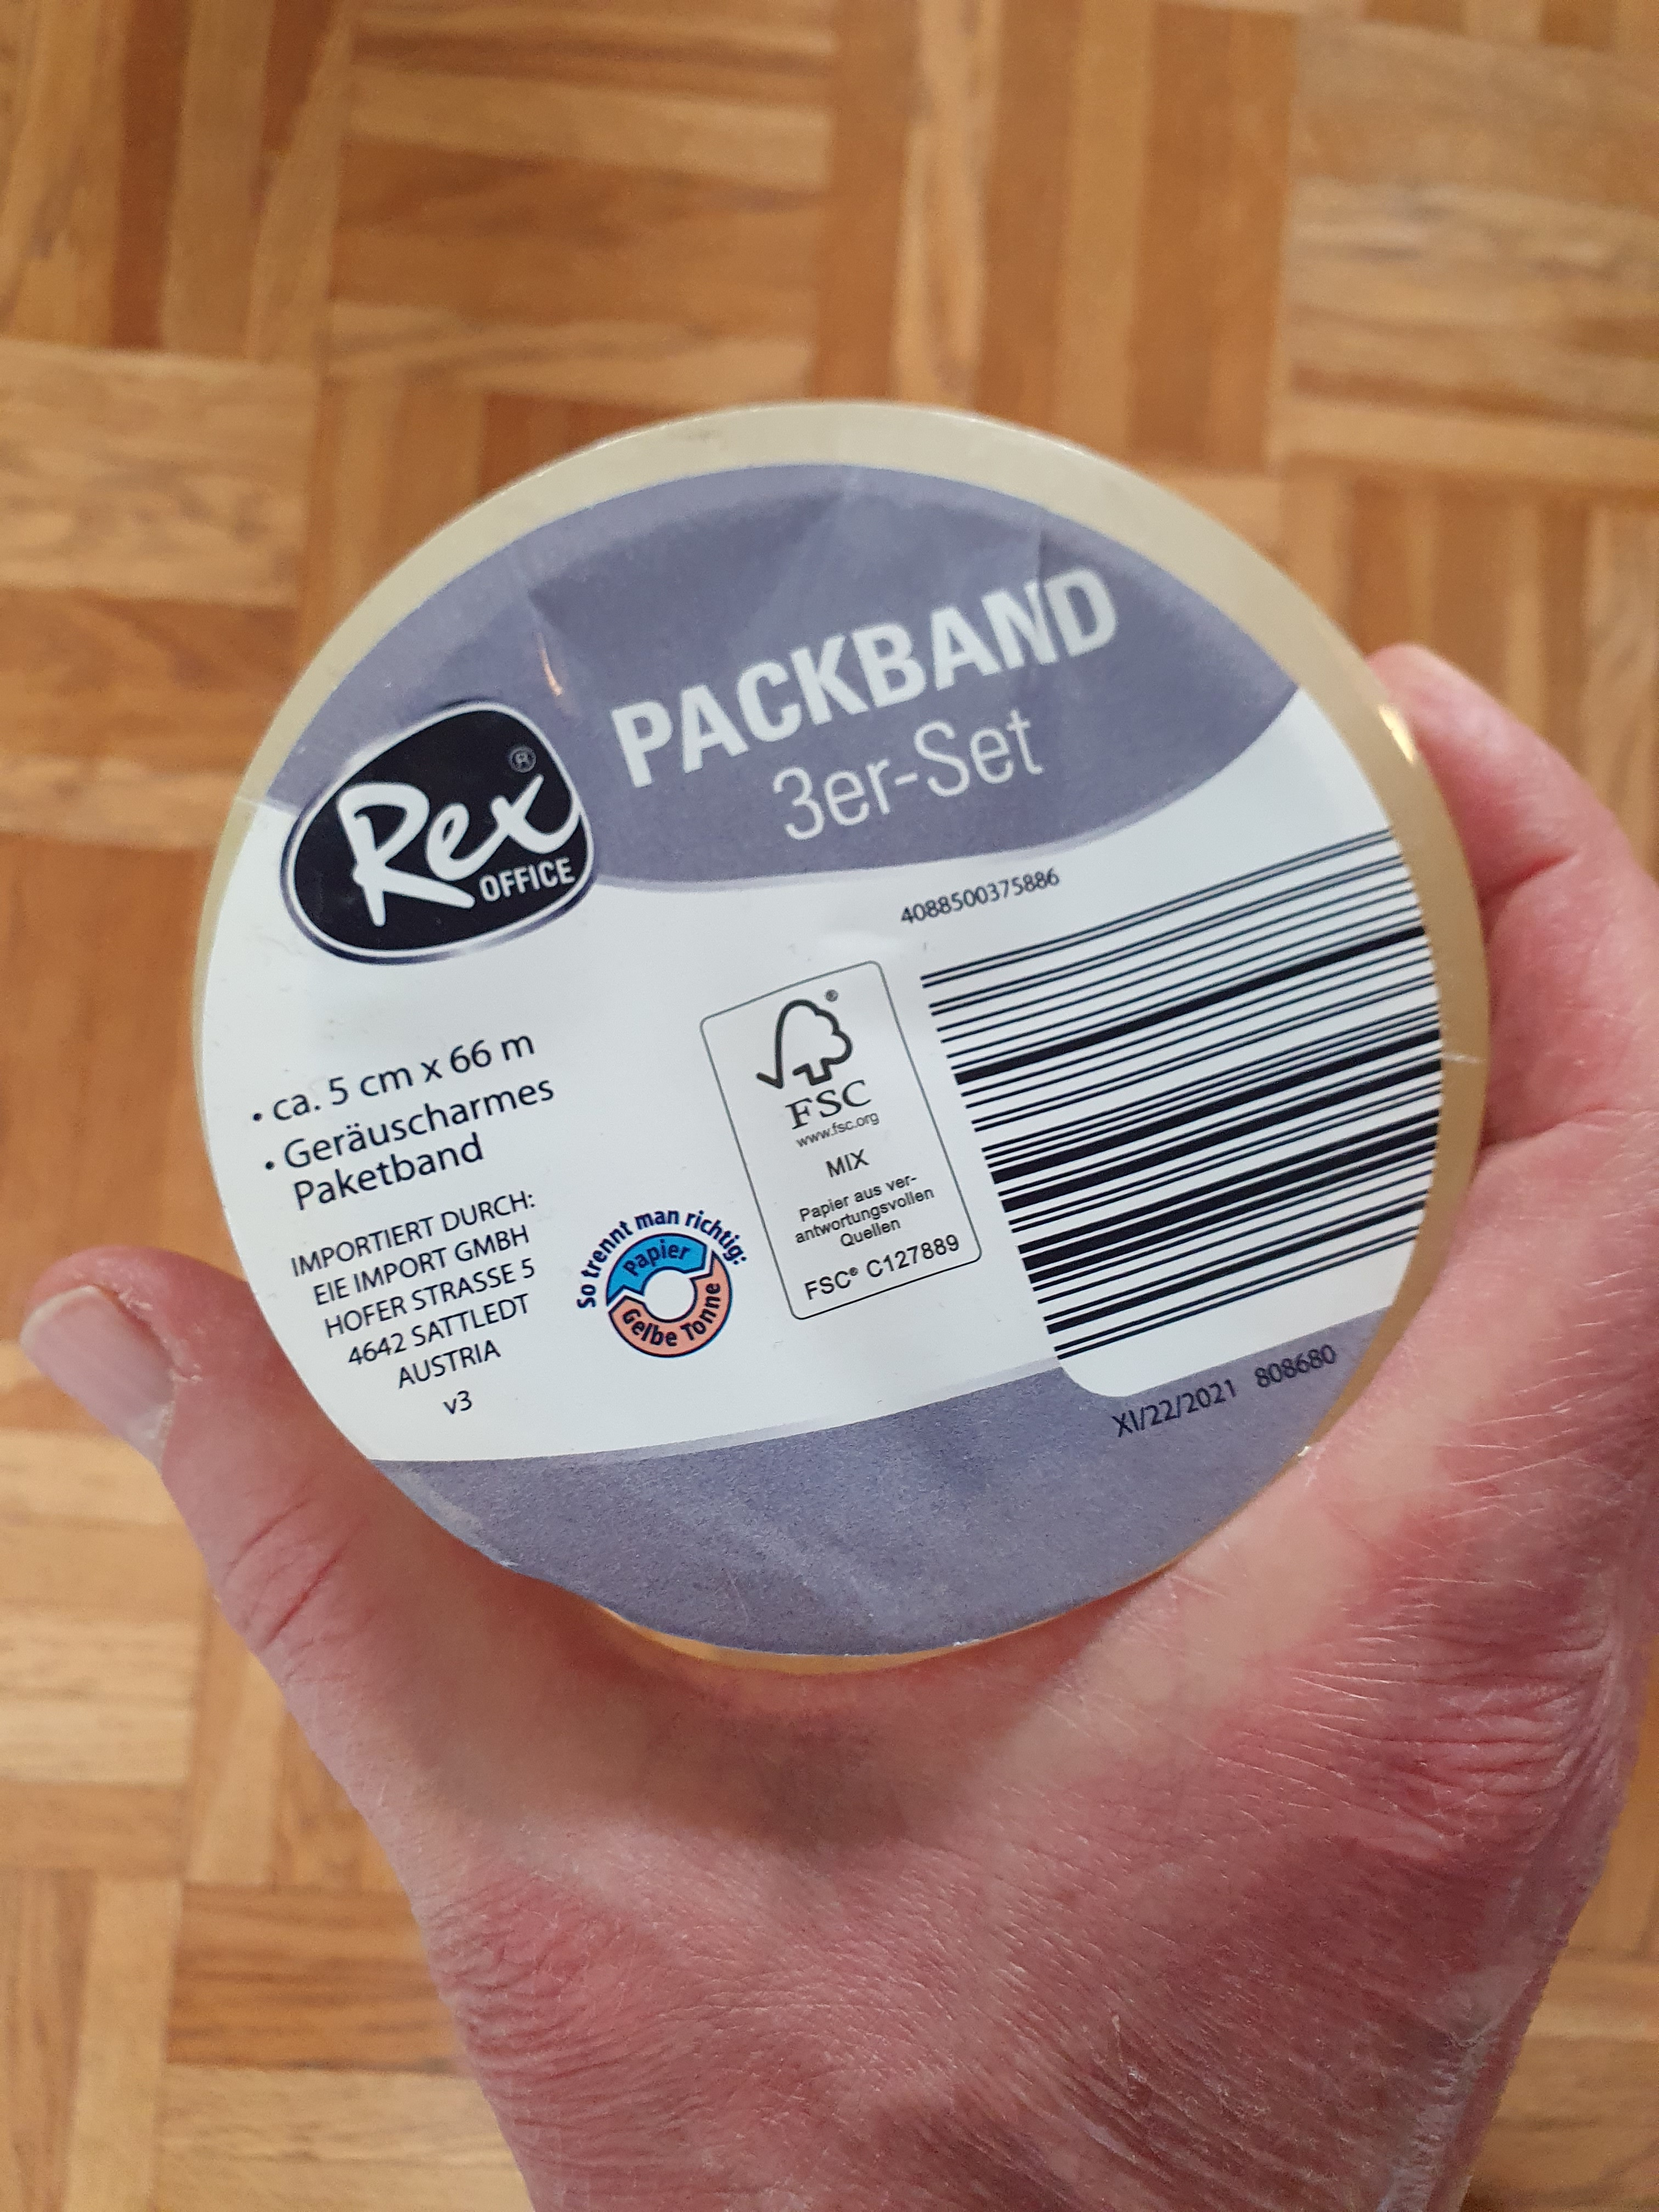 PACKBAND
3er-Set
Rex®
OFFICE
4088500375886
• ca. 5 cm x 66 m
• Geräuscharmes
Paketband
IMPORTIERT DURCH:
EIE IMPORT GMBH
HOFER STRASSE 5
4642 SATTLEDT
AUSTRIA
v3
So trennt man richtig:
Papier
Gelbe Tonne
®
FSC
www.fsc.org
MIX
Papier aus ver-
antwortungsvollen
Quellen
FSC® C127889
XI/22/2021 808680